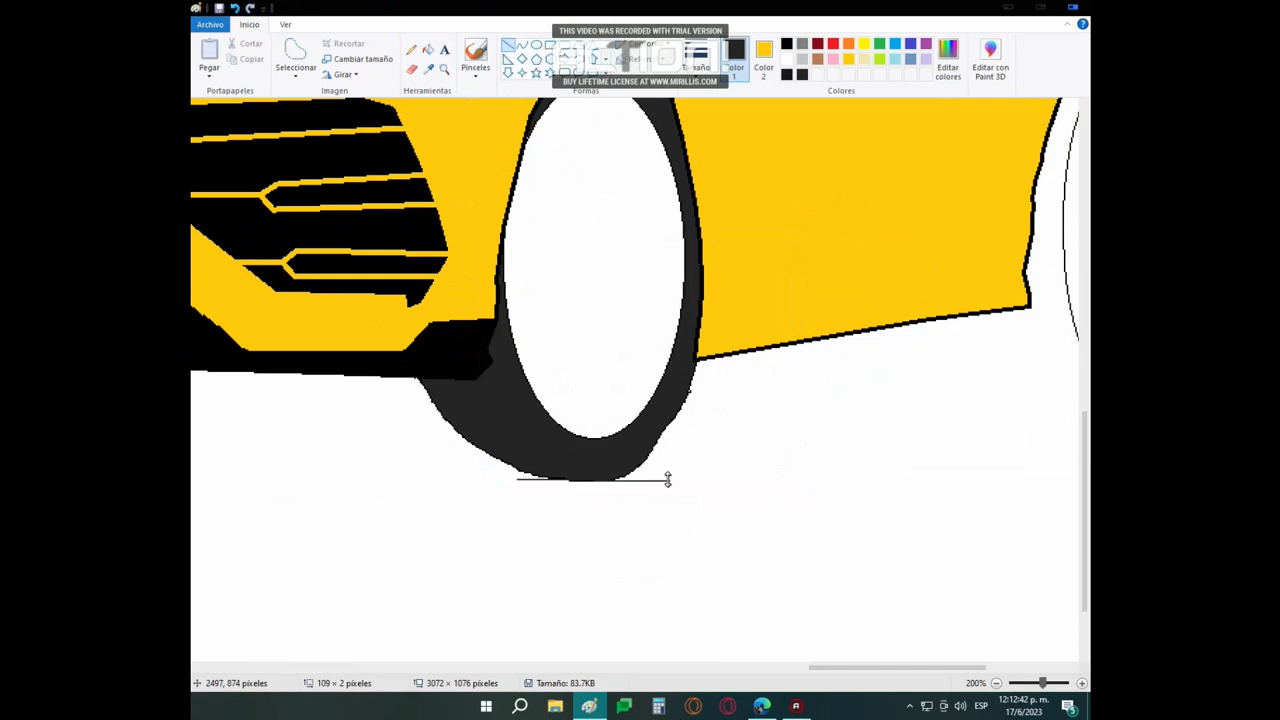 THIS VIDEO WAS RECORDED WITH TRIAL VERSION
BUY LIFETIME LICENSE AT WWW.MIRILLIS.COM
Archivo
Inicio
Ver
Pegar
Cortar
Copiar
Portapapeles
Seleccionar
Recortar
Cambiar tamaño
Girar
Imagen
Herramientas
Pinceles
Formas
Tamaño
Color 1
Color 2
Editar colores
Editar con Paint 3D
Colores
2497, 874 píxeles
109 × 2 píxeles
3072 × 1076 píxeles
Tamaño: 83.7KB
200%
ESP
12:12:42 p. m.
17/6/2023